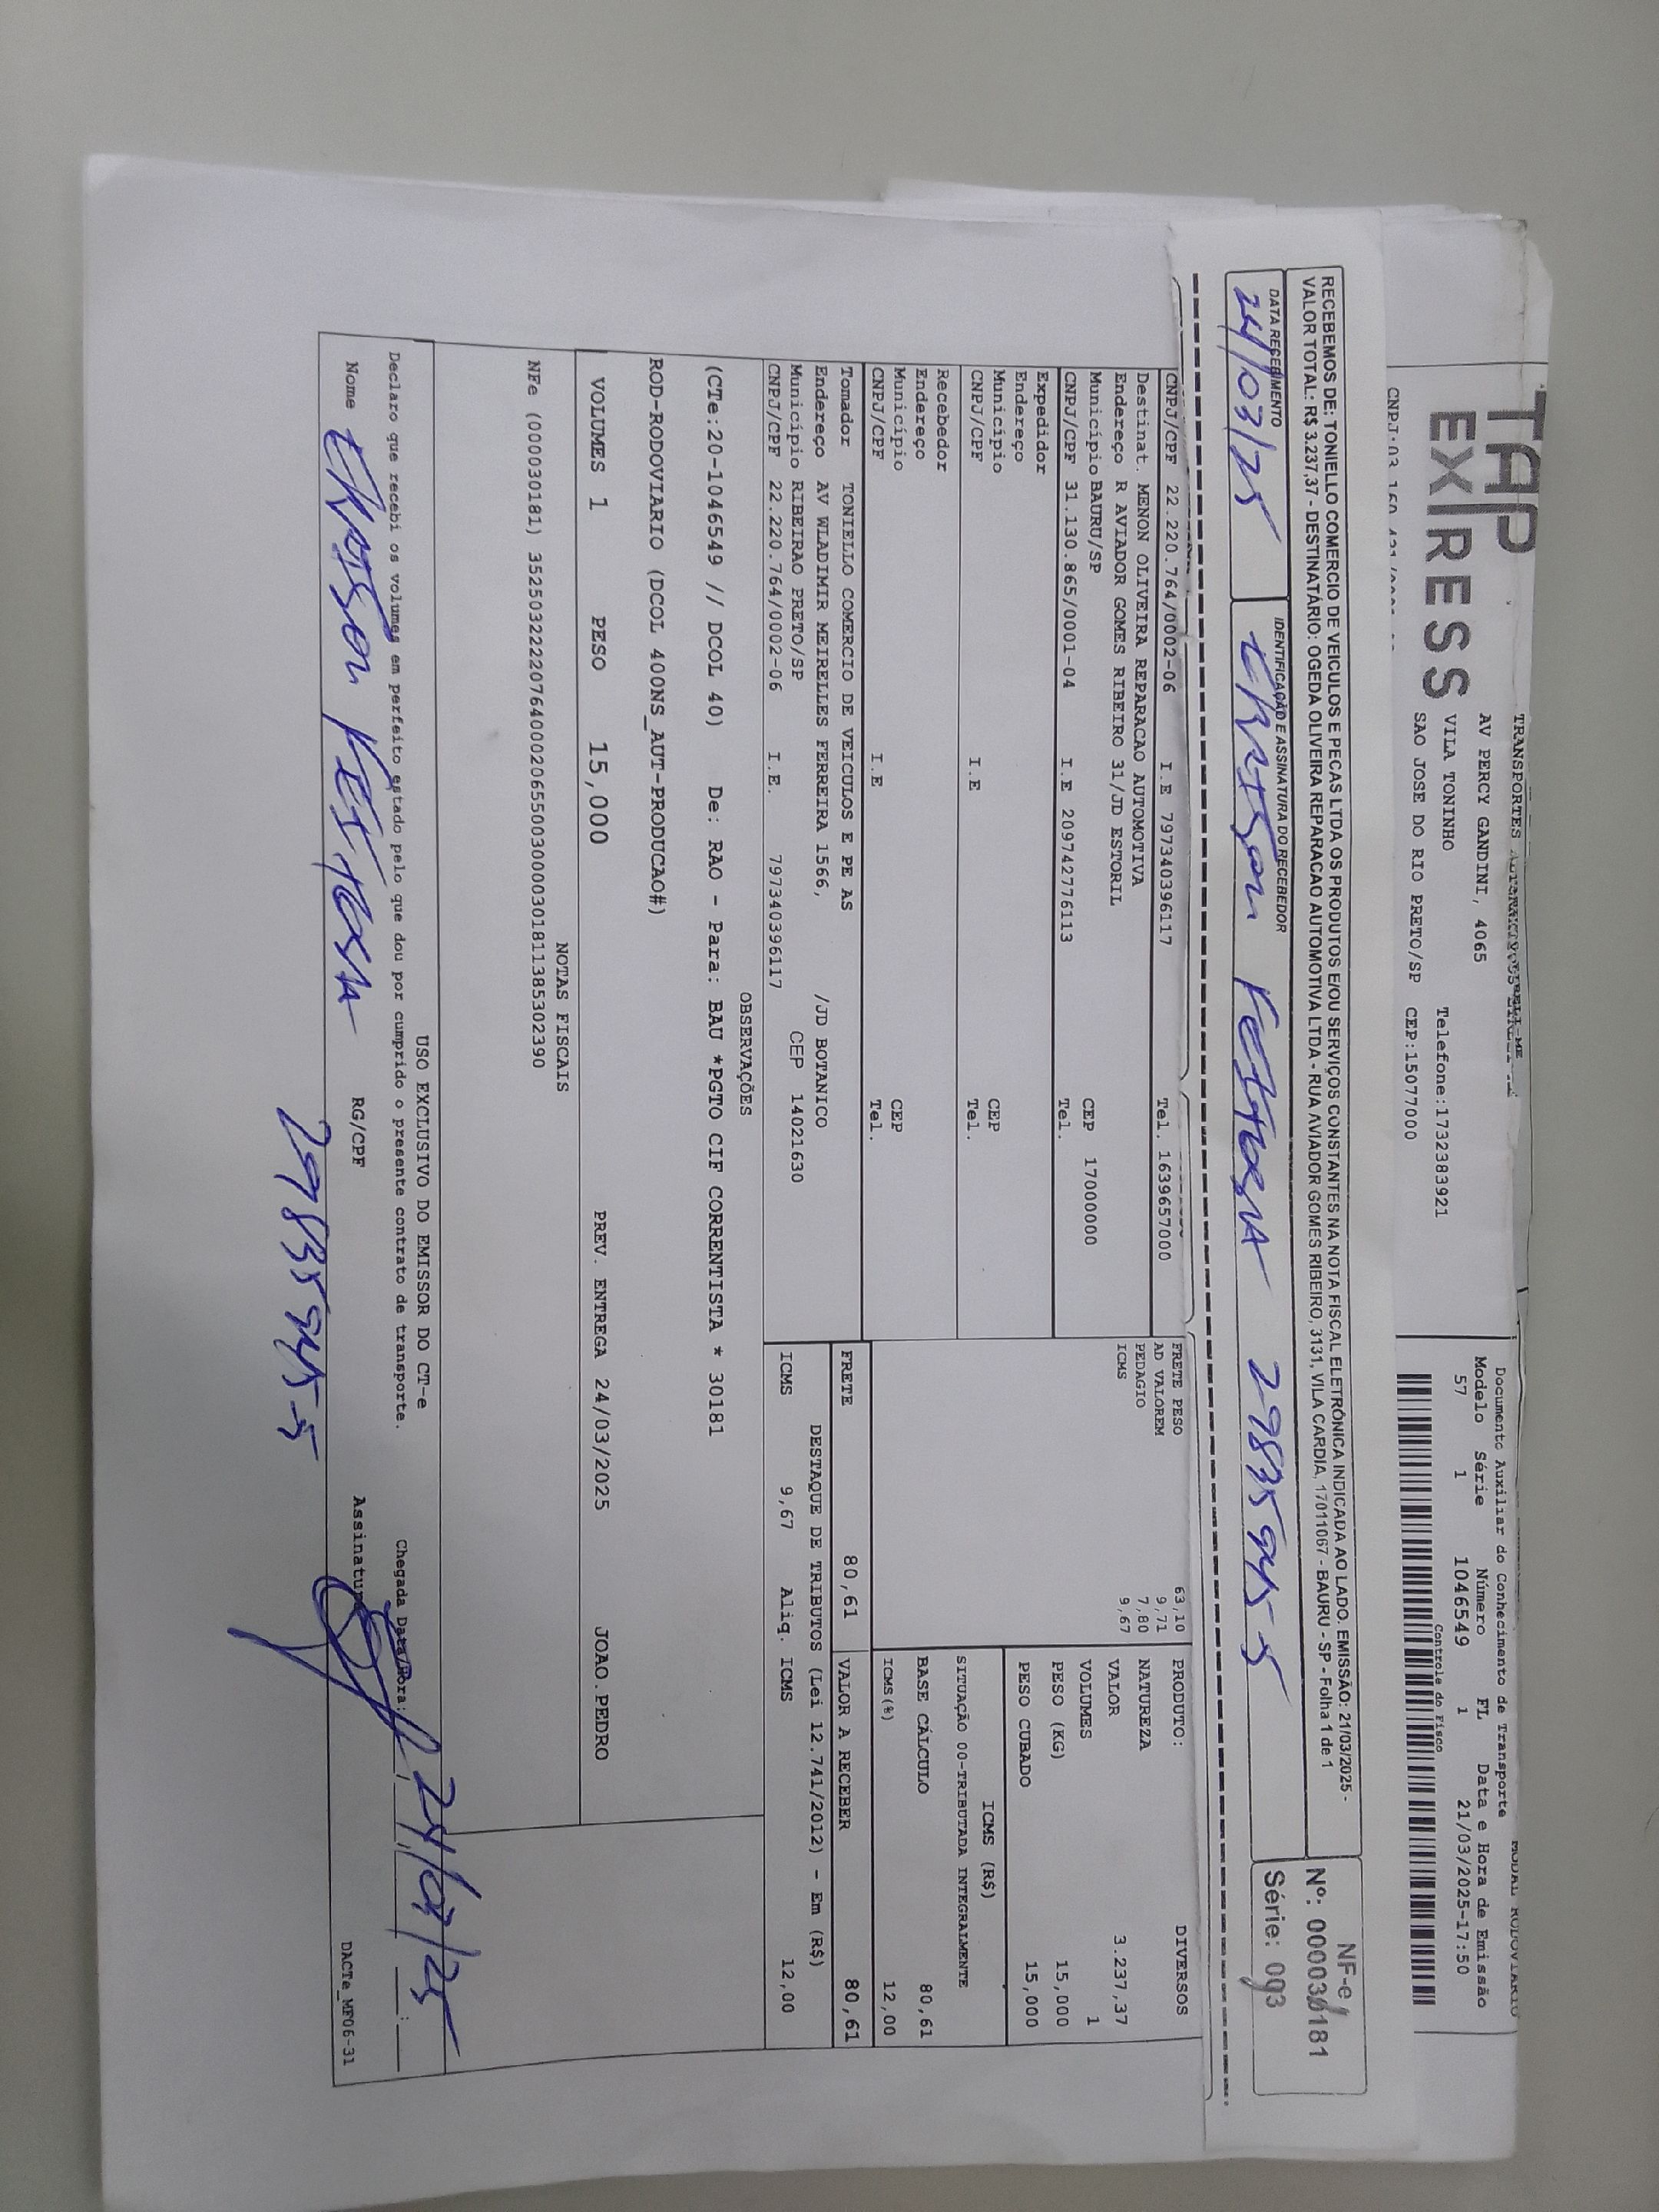 TAP
EXPRESS
TRANSPORTES
AV PERCY GANDINI, 4065
VILA TONINHO Telefone:1732383921
SAO JOSE DO RIO PRETO/SP CEP:15077000
MODAL RODOVIARIO
Documento Auxiliar do Conhecimento de Transporte
Modelo Série Número FL Data e Hora de Emissão
57 1 1046549 1 21/03/2025-17:50
Controle do Fisco
RECEBEMOS DE: TONIELLO COMERCIO DE VEICULOS E PECAS LTDA OS PRODUTOS E/OU SERVIÇOS CONSTANTES NA NOTA FISCAL ELETRÔNICA INDICADA AO LADO. EMISSÃO: 21/03/2025 -
VALOR TOTAL: R$ 3.237,37 - DESTINATÁRIO: OGEDA OLIVEIRA REPARACAO AUTOMOTIVA LTDA - RUA AVIADOR GOMES RIBEIRO, 3131, VILA CARDIA, 17011067 - BAURU - SP - Folha 1 de 1
NF-e
Nº: 000030181
Série: 003
DATA RECEBIMENTO
24/03/25
IDENTIFICAÇÃO E ASSINATURA DO RECEBEDOR
29835945-5
CNPJ/CPF 22.220.764/0002-06 I.E 797340396117 Tel. 1639657000
Destinat. MENON OLIVEIRA REPARACAO AUTOMOTIVA
Endereço R AVIADOR GOMES RIBEIRO 31/JD ESTORIL
Município BAURU/SP CEP 17000000
CNPJ/CPF 31.130.865/0001-04 I.E 209742776113 Tel.
Expedidor
Endereço
Município CEP
CNPJ/CPF I.E Tel.
Recebedor
Endereço
Município CEP
CNPJ/CPF I.E Tel.
Tomador TONIELLO COMERCIO DE VEICULOS E PE AS
Endereço AV WLADIMIR MEIRELLES FERREIRA 1566, /JD BOTANICO
Município RIBEIRAO PRETO/SP CEP 14021630
CNPJ/CPF 22.220.764/0002-06 I.E. 797340396117
FRETE PESO 63,10
AD VALOREM 9,71
PEDAGIO 7,80
ICMS 9,67
PRODUTO: DIVERSOS
NATUREZA
VALOR 3.237,37
VOLUMES 1
PESO (KG) 15,000
PESO CUBADO 15,000
ICMS (R$)
SITUAÇÃO 00-TRIBUTADA INTEGRALMENTE
BASE CÁLCULO 80,61
ICMS(%) 12,00
FRETE 80,61 VALOR A RECEBER 80,61
DESTAQUE DE TRIBUTOS (Lei 12.741/2012) - Em (R$)
ICMS 9,67 Aliq. ICMS 12,00
OBSERVAÇÕES
(CTe:20-1046549 // DCOL 40) De: RAO - Para: BAU *PGTO CIF CORRENTISTA * 30181
ROD-RODOVIARIO (DCOL 40ONS_AUT-PRODUCAO#)
VOLUMES 1 PESO 15,000 PREV. ENTREGA 24/03/2025 JOAO.PEDRO
NOTAS FISCAIS
NFe (000030181) 35250322220764000206550030000301811385302390
USO EXCLUSIVO DO EMISSOR DO CT-e
Declaro que recebi os volumes em perfeito estado pelo que dou por cumprido o presente contrato de transporte. Chegada Data/Hora: 24/03/25
Nome RG/CPF 29835945-5 Assinatura
DACTe_MF06-31